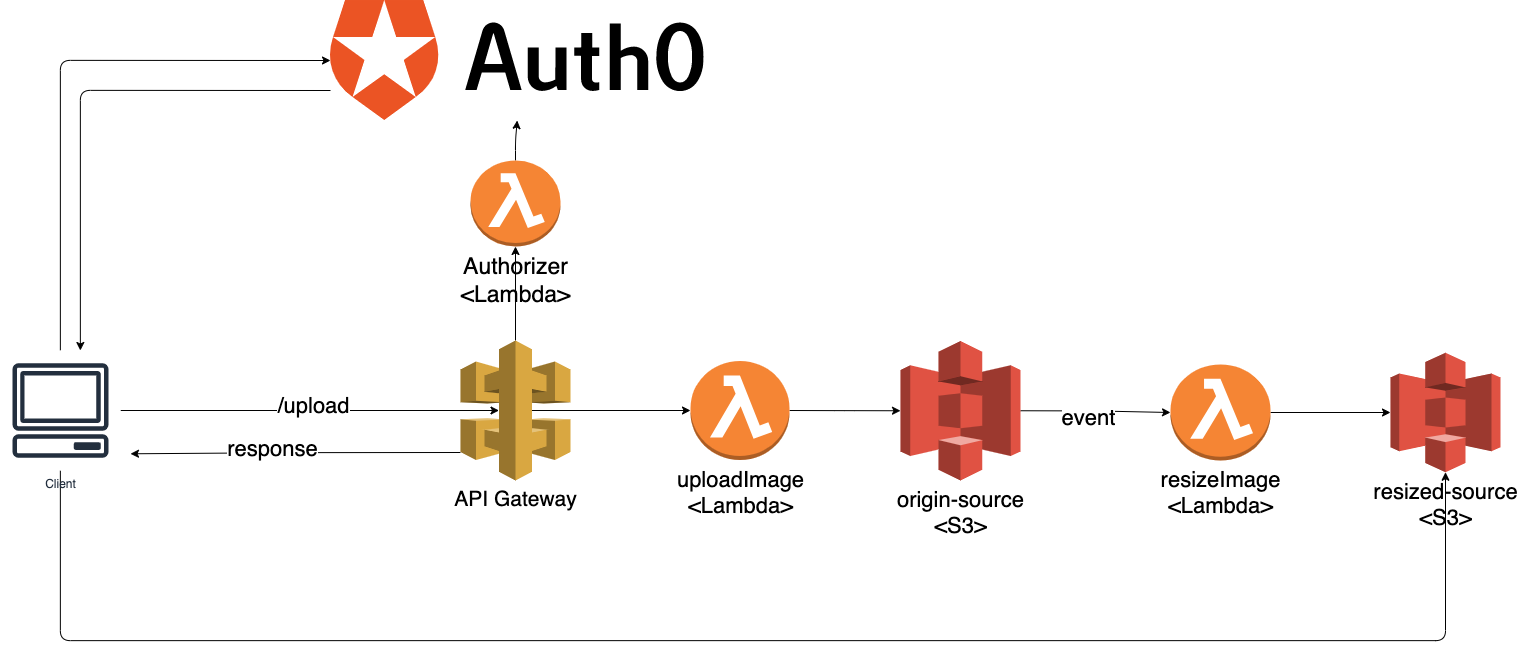 Auth0
Authorizer
<Lambda>
/upload
response
Client
API Gateway
uploadImage
<Lambda>
origin-source
<S3>
event
resizeImage
<Lambda>
resized-source
<S3>